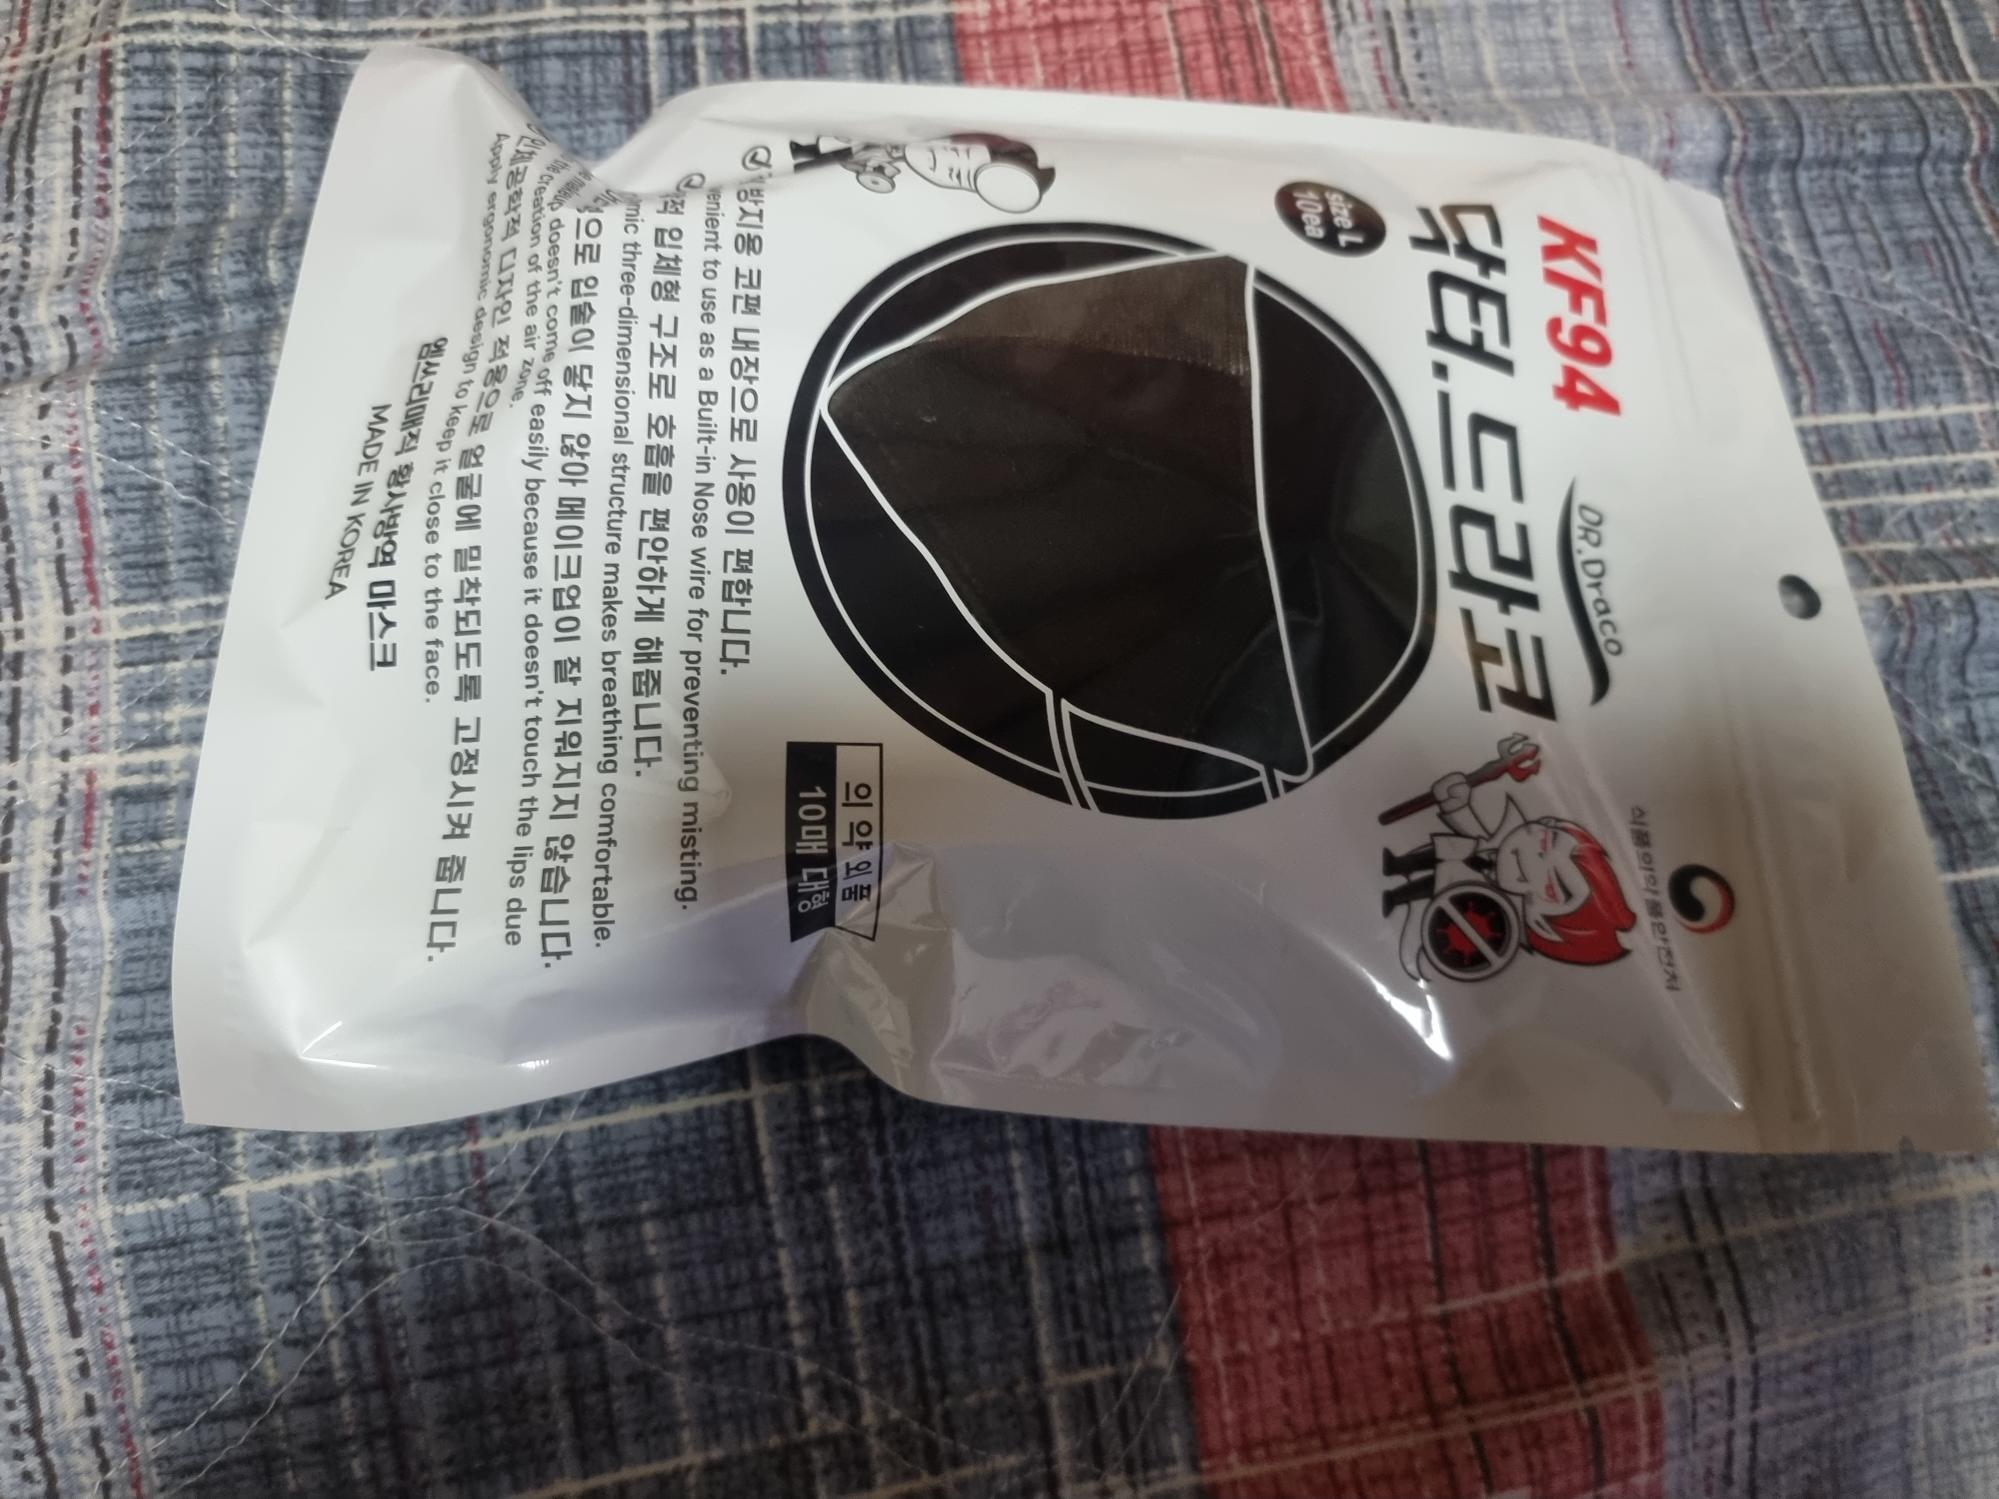 식품의약품안전처
DR.Draco
KF94
닥터.드라코
size L
10ea
의약외품
10매 대형
방지용 코편 내장으로 사용이 편합니다.
to use as a Built-in Nose wire for preventing misting.
입체형 구조로 호흡을 편안하게 해줍니다.
three-dimensional structure makes breathing comfortable.
으로 입술이 닿지 않아 메이크업이 잘 지워지지 않습니다.
doesn't come off easily because it doesn't touch the lips due
creation of the air zone.
인체공학적 디자인 적용으로 얼굴에 밀착되도록 고정시켜 줍니다.
Apply ergonomic design to keep it close to the face.
엠쓰리매직 황사방역 마스크
MADE IN KOREA